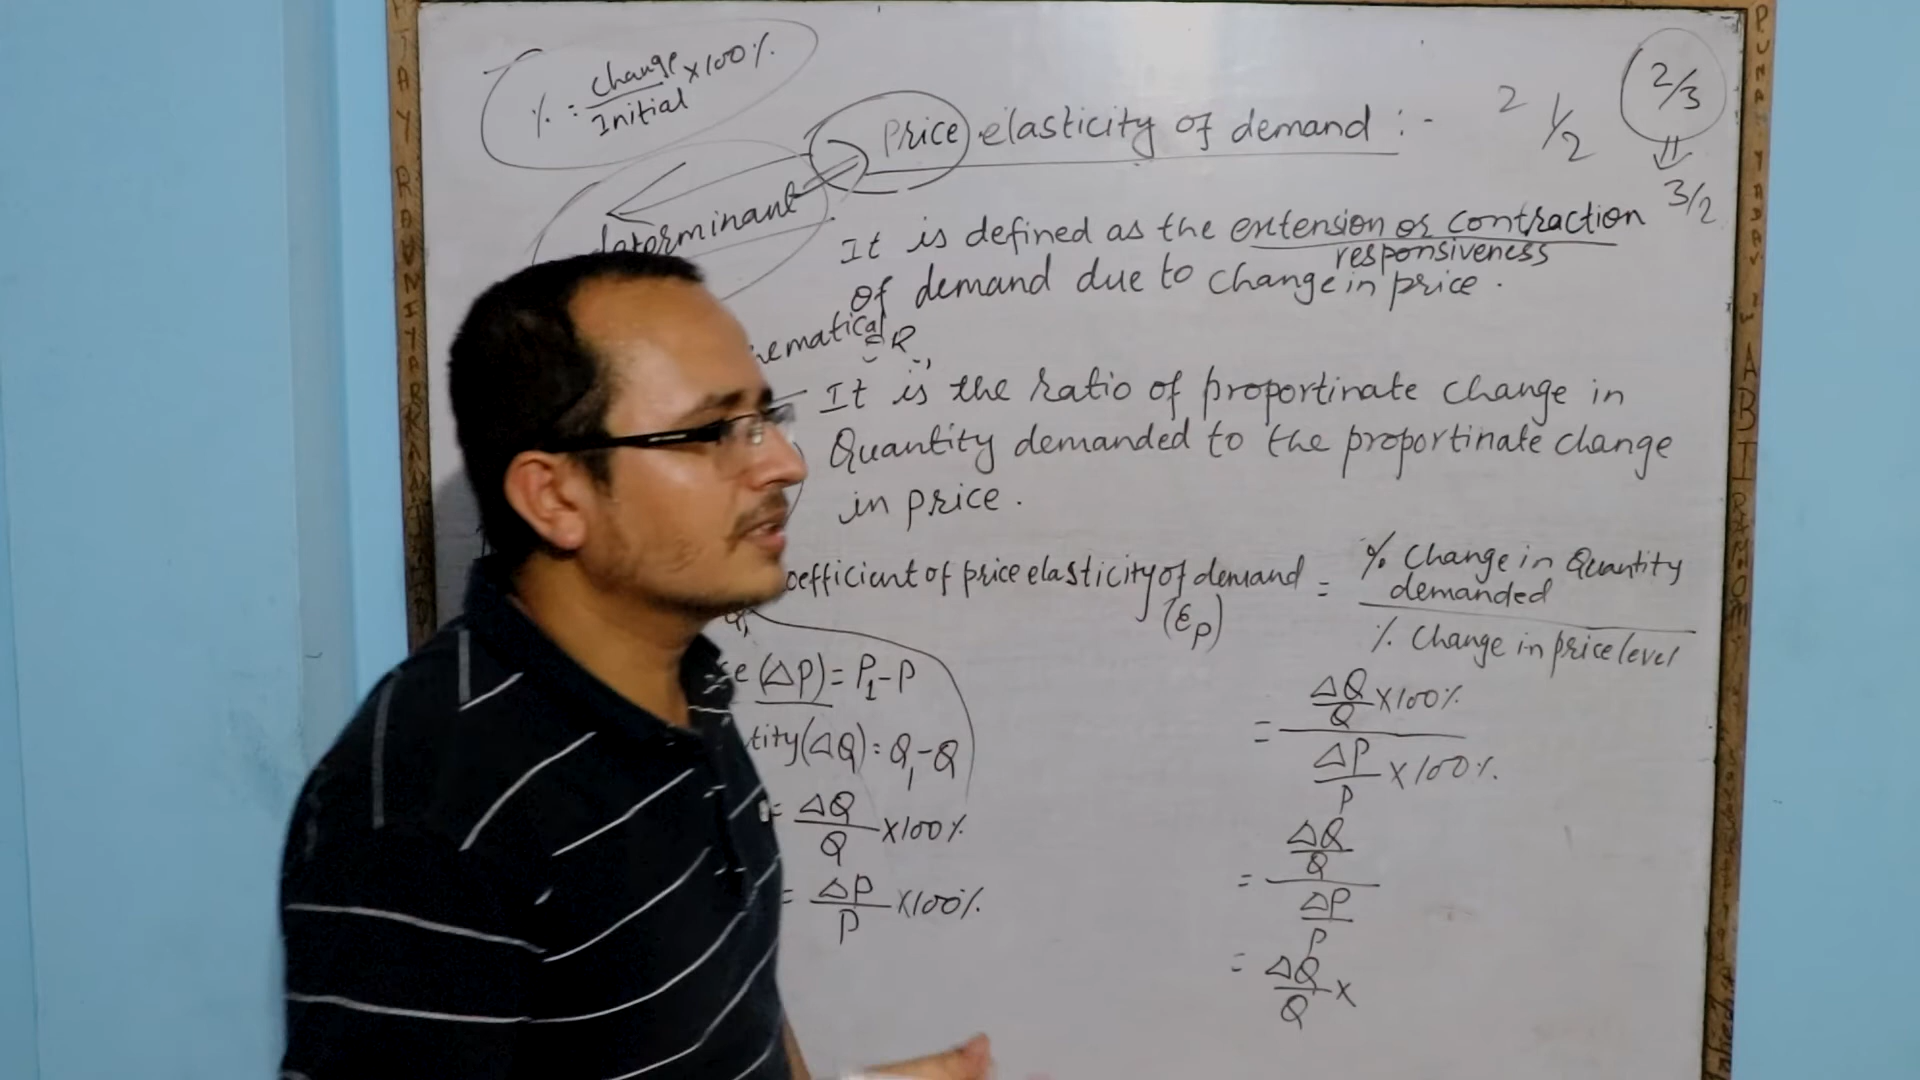 % = change/Initial ×100%
Price elasticity of demand :-
2 1/2
2/3
3/2
determinant
It is defined as the extension or contraction
responsiveness
of demand due to change in price.
OR
It is the ratio of proportinate change in
Quantity demanded to the proportinate change
in price.
of price elasticity of demand = % Change in Quantity demanded / % Change in price level
(Ep)
(ΔP) = P₁-P
(ΔQ) = Q₁-Q
= ΔQ/Q ×100%
= ΔP/P ×100%
= ΔQ/Q ×100% / ΔP/P ×100%
= ΔQ/Q / ΔP/P
= ΔQ/Q ×